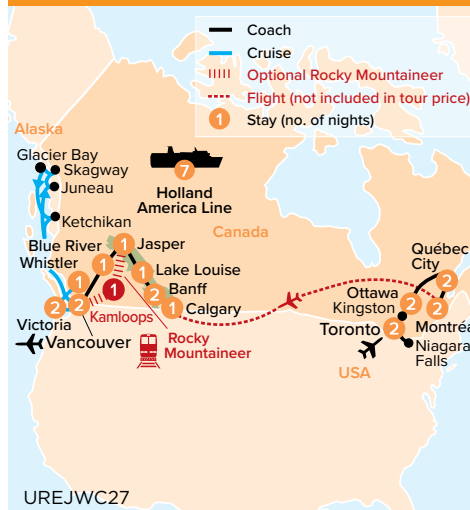 Coach
Cruise
Optional Rocky Mountaineer
Flight (not included in tour price)
1 Stay (no. of nights)
Alaska
Glacier Bay
Skagway
Juneau
Ketchikan
7
Holland
America Line
Canada
Blue River
Whistler
1 Jasper
1
1
1 Lake Louise
2 Banff
1 Calgary
1
Kamloops
2
2
Victoria
Vancouver
Rocky
Mountaineer
Québec
City
2
Ottawa
2
Kingston
2
Montréa
Toronto
2
Niagara
Falls
USA
UREJWC27